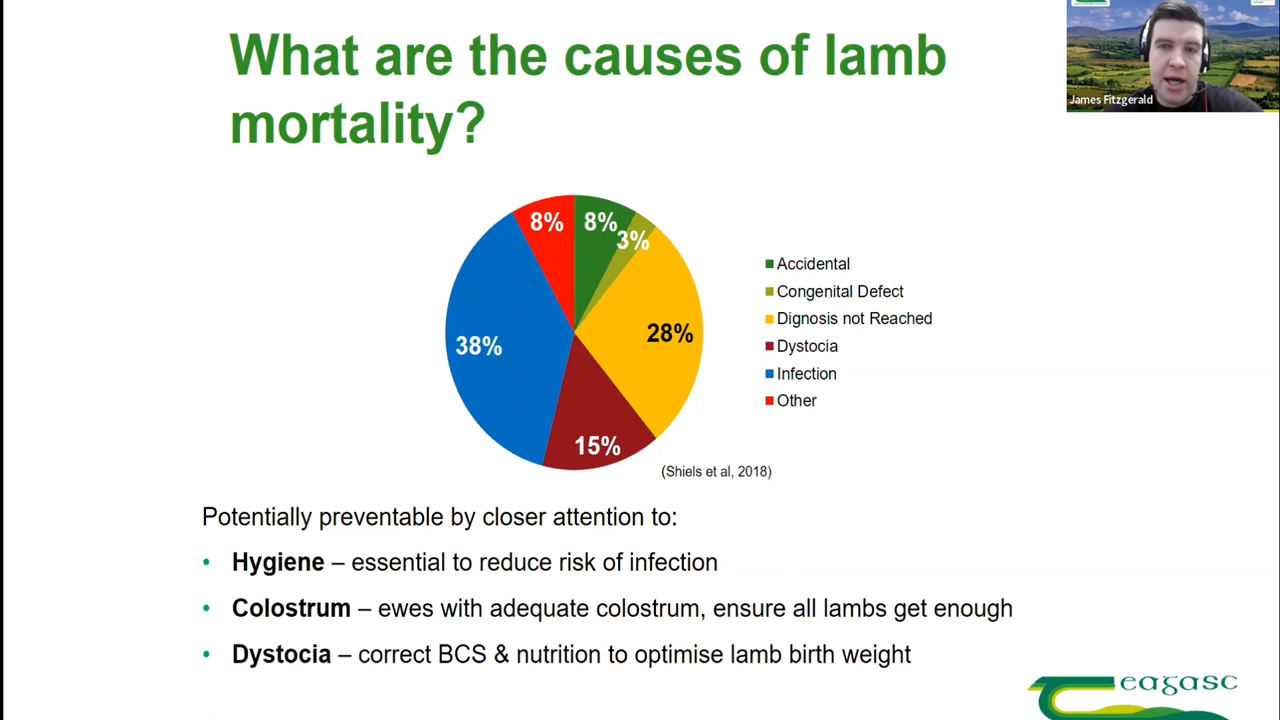 What are the causes of lamb
mortality?
James Fitzgerald
8%
8%
3%
28%
38%
15%
Accidental
Congenital Defect
Dignosis not Reached
Dystocia
Infection
Other
(Shiels et al, 2018)
Potentially preventable by closer attention to:
• Hygiene – essential to reduce risk of infection
• Colostrum – ewes with adequate colostrum, ensure all lambs get enough
• Dystocia – correct BCS & nutrition to optimise lamb birth weight
eagasc